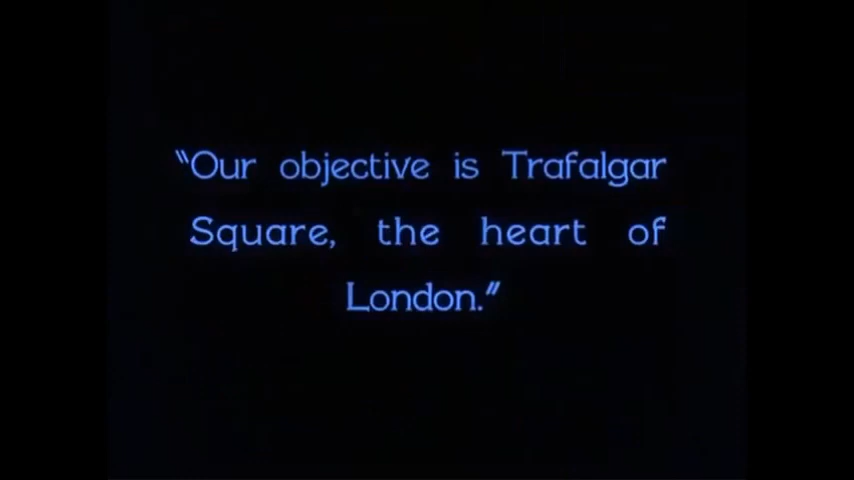 "Our objective is Trafalgar
Square, the heart of
London."